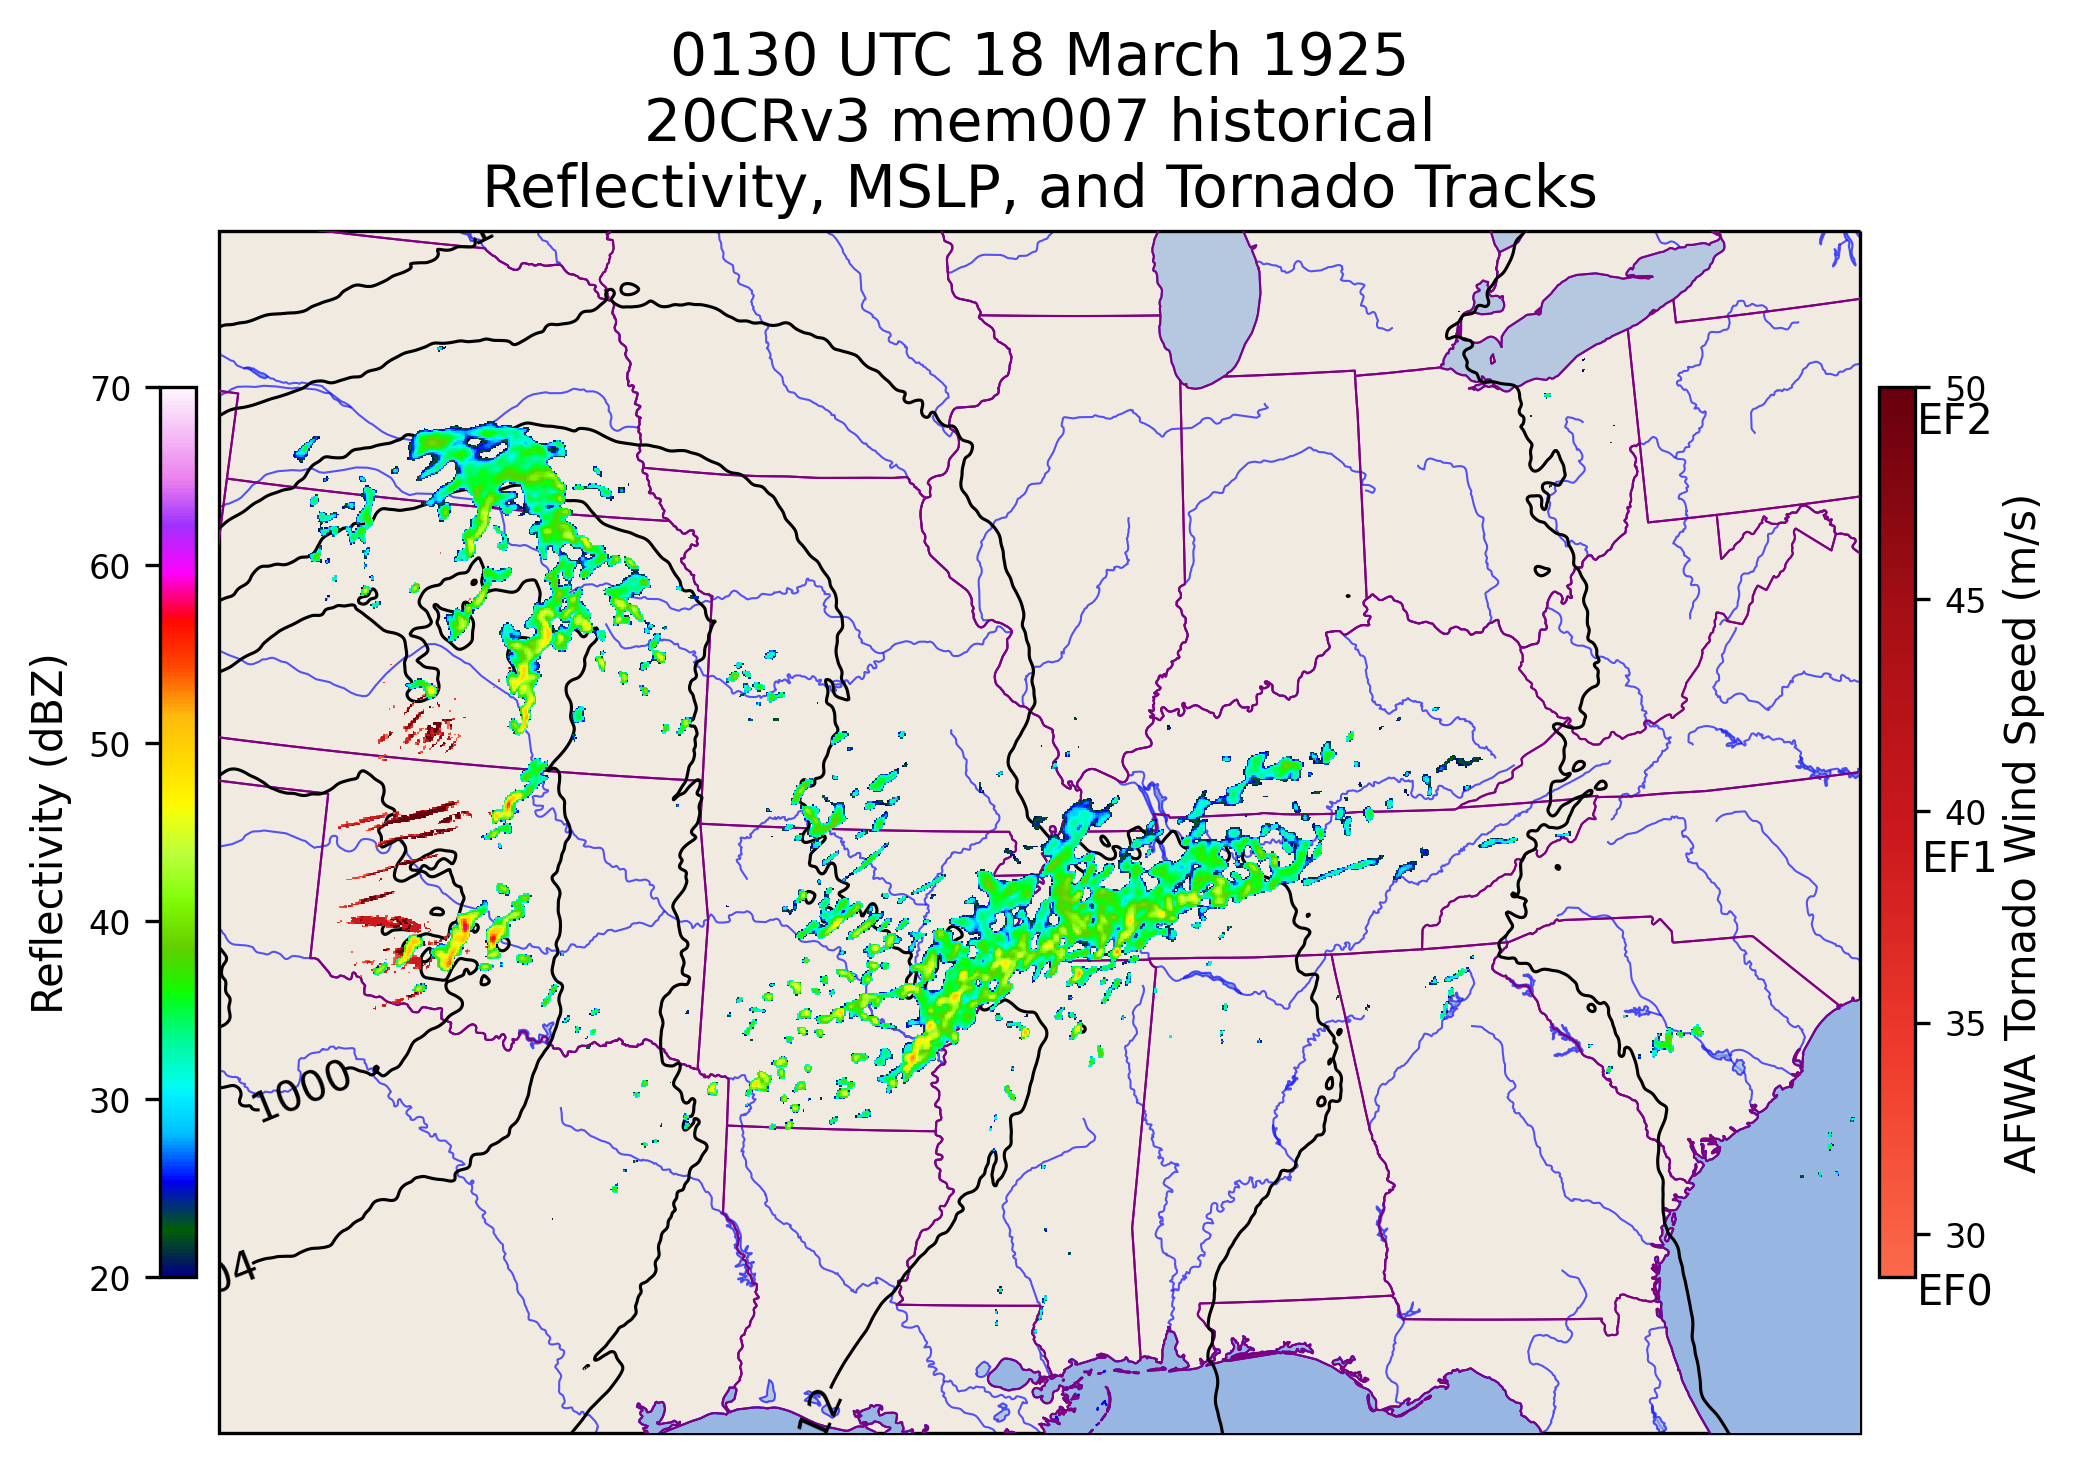 0130 UTC 18 March 1925
20CRv3 mem007 historical
Reflectivity, MSLP, and Tornado Tracks
70
60
50
40
30
20
Reflectivity (dBZ)
1000
04
12
50
EF2
45
40
EF1
35
30
EF0
AFWA Tornado Wind Speed (m/s)